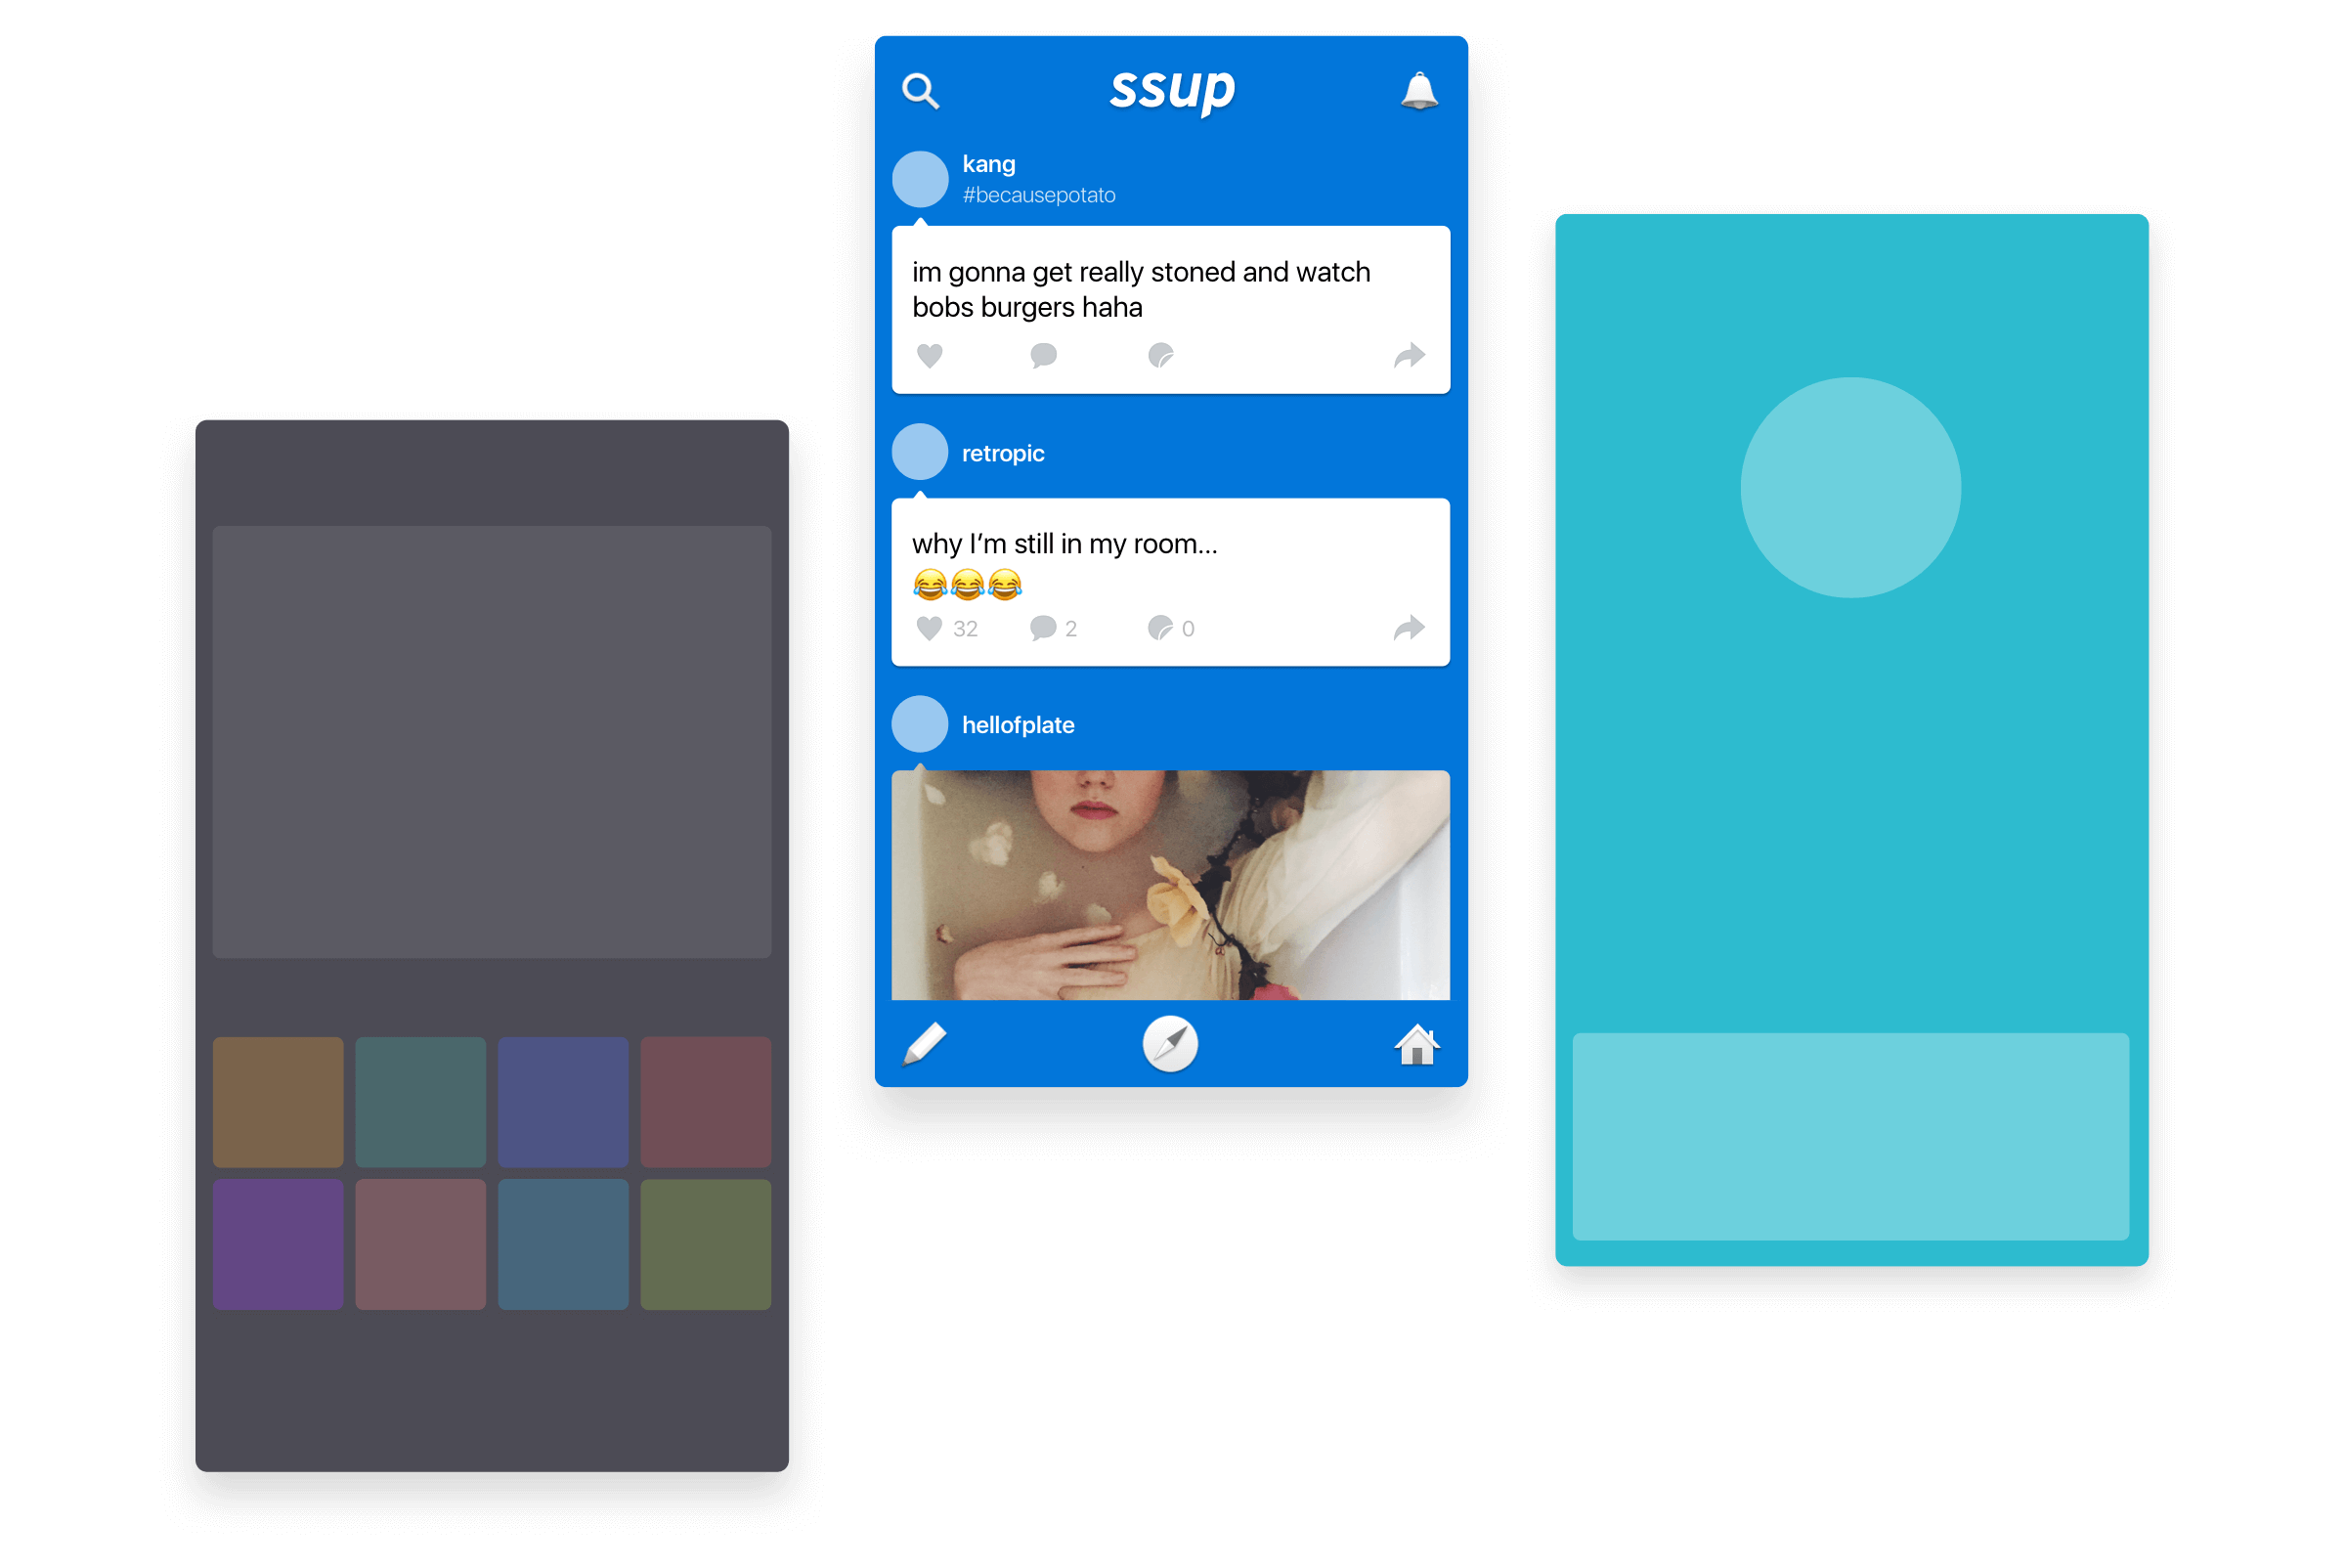 ssup
kang
#becausepotato
im gonna get really stoned and watch
bobs burgers haha
retropic
why I’m still in my room...
😂😂😂
32 2 0
hellofplate